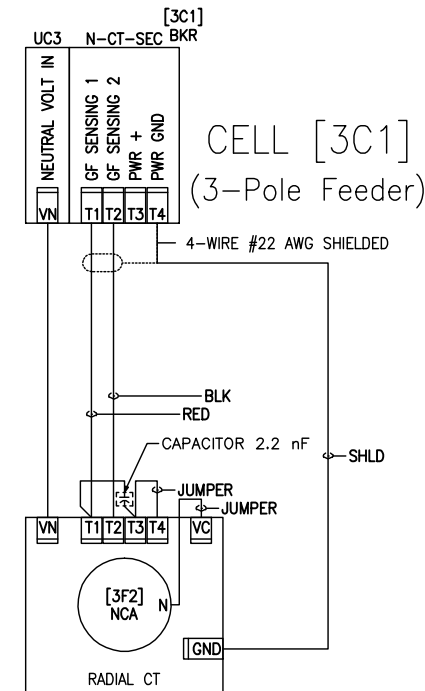 [3C1]
UC3 N-CT-SEC BKR
NEUTRAL VOLT IN
GF SENSING 1
GF SENSING 2
PWR +
PWR GND
CELL [3C1]
(3-Pole Feeder)
VN T1 T2 T3 T4
4-WIRE #22 AWG SHIELDED
BLK
RED
CAPACITOR 2.2 nF
SHLD
JUMPER
JUMPER
VN T1 T2 T3 T4 VC
[3F2]
NCA N
GND
RADIAL CT